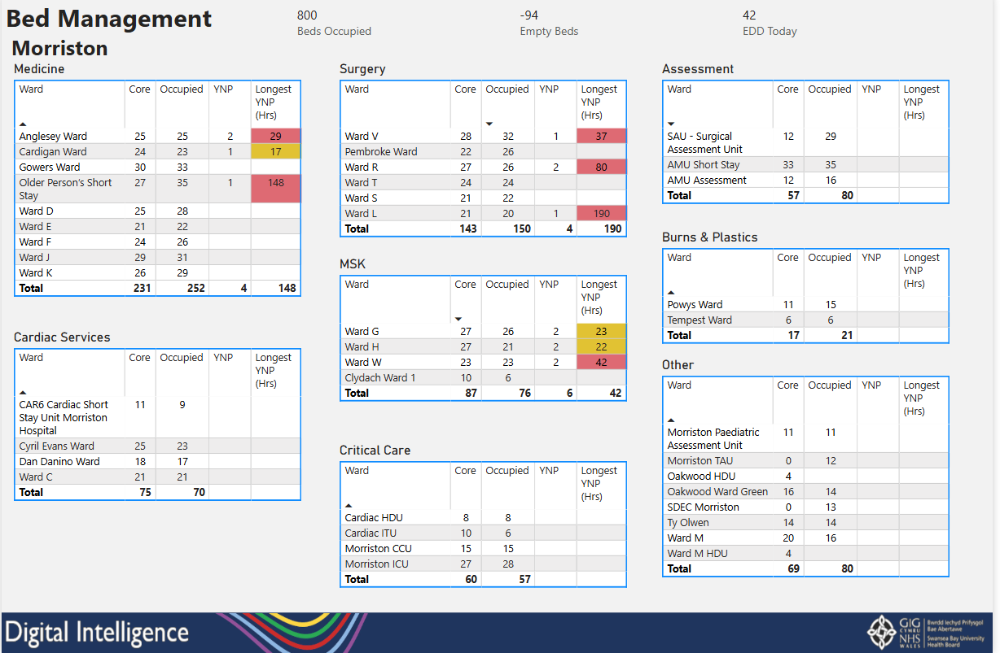 Bed Management
Morriston
800
Beds Occupied
-94
Empty Beds
42
EDD Today
Medicine
Ward Core Occupied YNP Longest YNP (Hrs)
Anglesey Ward 25 25 2 29
Cardigan Ward 24 23 1 17
Gowers Ward 30 33
Older Person's Short Stay 27 35 1 148
Ward D 25 28
Ward E 21 22
Ward F 24 26
Ward J 29 31
Ward K 26 29
Total 231 252 4 148
Cardiac Services
Ward Core Occupied YNP Longest YNP (Hrs)
CAR6 Cardiac Short Stay Unit Morriston Hospital 11 9
Cyril Evans Ward 25 23
Dan Danino Ward 18 17
Ward C 21 21
Total 75 70
Surgery
Ward Core Occupied YNP Longest YNP (Hrs)
Ward V 28 32 1 37
Pembroke Ward 22 26
Ward R 27 26 2 80
Ward T 24 24
Ward S 21 22
Ward L 21 20 1 190
Total 143 150 4 190
MSK
Ward Core Occupied YNP Longest YNP (Hrs)
Ward G 27 26 2 23
Ward H 27 21 2 22
Ward W 23 23 2 42
Clydach Ward 1 10 6
Total 87 76 6 42
Critical Care
Ward Core Occupied YNP Longest YNP (Hrs)
Cardiac HDU 8 8
Cardiac ITU 10 6
Morriston CCU 15 15
Morriston ICU 27 28
Total 60 57
Assessment
Ward Core Occupied YNP Longest YNP (Hrs)
SAU - Surgical Assessment Unit 12 29
AMU Short Stay 33 35
AMU Assessment 12 16
Total 57 80
Burns & Plastics
Ward Core Occupied YNP Longest YNP (Hrs)
Powys Ward 11 15
Tempest Ward 6 6
Total 17 21
Other
Ward Core Occupied YNP Longest YNP (Hrs)
Morriston Paediatric Assessment Unit 11 11
Morriston TAU 0 12
Oakwood HDU 4
Oakwood Ward Green 16 14
SDEC Morriston 0 13
Ty Olwen 14 14
Ward M 20 16
Ward M HDU 4
Total 69 80
Digital Intelligence
GIG
CYMRU
NHS
WALES
Bwrdd Iechyd Prifysgol
Bae Abertawe
Swansea Bay University
Health Board